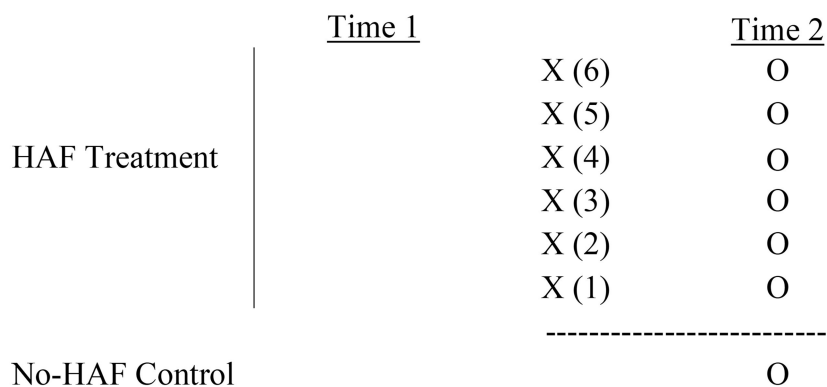 Time 1 Time 2
X (6) O
X (5) O
HAF Treatment X (4) O
X (3) O
X (2) O
X (1) O
--------------------------
No-HAF Control O